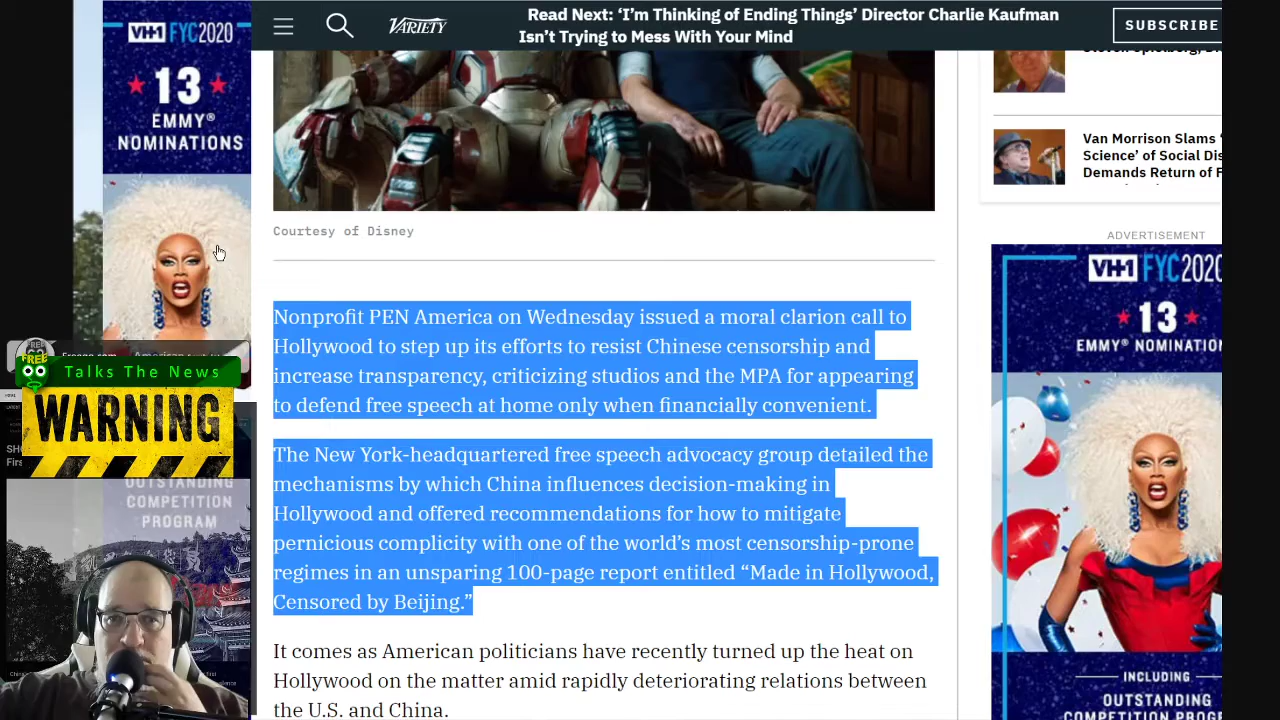 VH1 FYC2020
13
EMMY®
NOMINATIONS
VARIETY
Read Next: ‘I’m Thinking of Ending Things’ Director Charlie Kaufman
Isn’t Trying to Mess With Your Mind
SUBSCRIBE
Courtesy of Disney
Nonprofit PEN America on Wednesday issued a moral clarion call to
Hollywood to step up its efforts to resist Chinese censorship and
increase transparency, criticizing studios and the MPA for appearing
to defend free speech at home only when financially convenient.
The New York-headquartered free speech advocacy group detailed the
mechanisms by which China influences decision-making in
Hollywood and offered recommendations for how to mitigate
pernicious complicity with one of the world’s most censorship-prone
regimes in an unsparing 100-page report entitled “Made in Hollywood,
Censored by Beijing.”
It comes as American politicians have recently turned up the heat on
Hollywood on the matter amid rapidly deteriorating relations between
the U.S. and China.
Van Morrison Slams ‘
Science’ of Social Dis
Demands Return of F
ADVERTISEMENT
VH1 FYC2020
13
EMMY NOMINATION
INCLUDING
OUTSTANDING
COMPETITION PROG
FREE
FREE
Talks The News
WARNING
OUTSTANDING
COMPETITION
PROGRAM